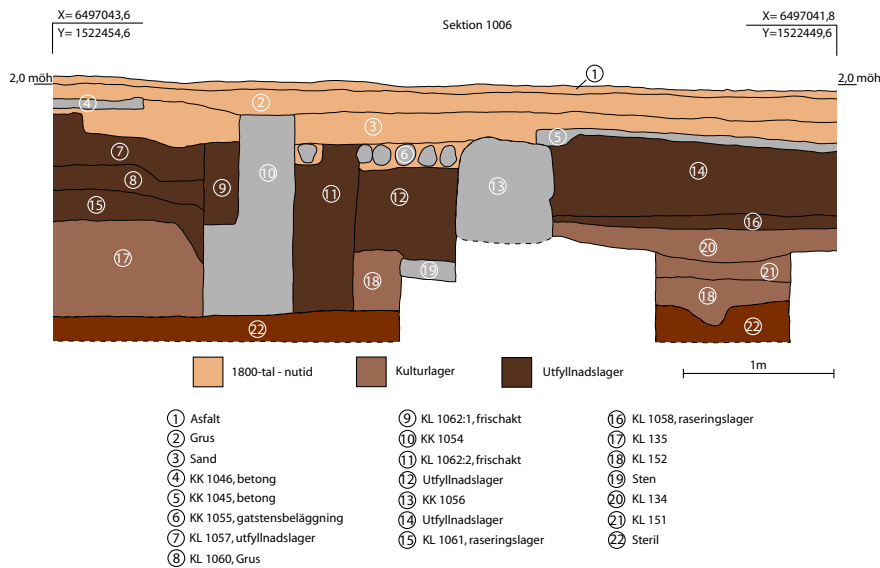 X= 6497043,6
Y= 1522454,6
Sektion 1006
X= 6497041,8
Y=1522449,6
2,0 möh
2,0 möh
1
4
2
3
5
6
7
8
9
10
11
12
13
14
15
16
17
18
19
20
21
18
22
22
1800-tal - nutid
Kulturlager
Utfyllnadslager
1m
1 Asfalt
2 Grus
3 Sand
4 KK 1046, betong
5 KK 1045, betong
6 KK 1055, gatstensbeläggning
7 KL 1057, utfyllnadslager
8 KL 1060, Grus
9 KL 1062:1, frischakt
10 KK 1054
11 KL 1062:2, frischakt
12 Utfyllnadslager
13 KK 1056
14 Utfyllnadslager
15 KL 1061, raseringslager
16 KL 1058, raseringslager
17 KL 135
18 KL 152
19 Sten
20 KL 134
21 KL 151
22 Steril